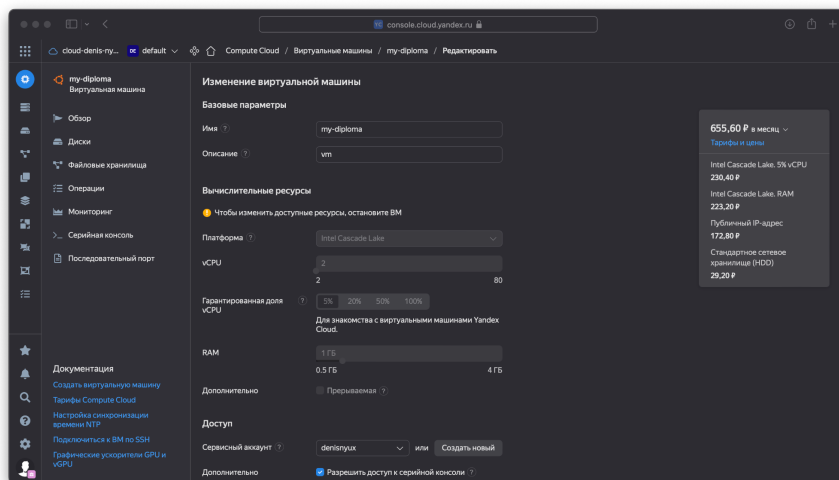 console.cloud.yandex.ru
cloud-denis-ny... DE default Compute Cloud / Виртуальные машины / my-diploma / Редактировать
my-diploma
Виртуальная машина
Обзор
Диски
Файловые хранилища
Операции
Мониторинг
Серийная консоль
Последовательный порт
Документация
Создать виртуальную машину
Тарифы Compute Cloud
Настройка синхронизации
времени NTP
Подключиться к ВМ по SSH
Графические ускорители GPU и
vGPU
Изменение виртуальной машины
Базовые параметры
Имя ? my-diploma
Описание ? vm
Вычислительные ресурсы
Чтобы изменить доступные ресурсы, остановите ВМ
Платформа ? Intel Cascade Lake
vCPU 2
2 80
Гарантированная доля ? 5% 20% 50% 100%
vCPU
Для знакомства с виртуальными машинами Yandex
Cloud.
RAM 1 ГБ
0.5 ГБ 4 ГБ
Дополнительно Прерываемая ?
Доступ
Сервисный аккаунт ? denisnyux или Создать новый
Дополнительно Разрешить доступ к серийной консоли ?
655,60 ₽ в месяц
Тарифы и цены
Intel Cascade Lake. 5% vCPU
230,40 ₽
Intel Cascade Lake. RAM
223,20 ₽
Публичный IP-адрес
172,80 ₽
Стандартное сетевое
хранилище (HDD)
29,20 ₽